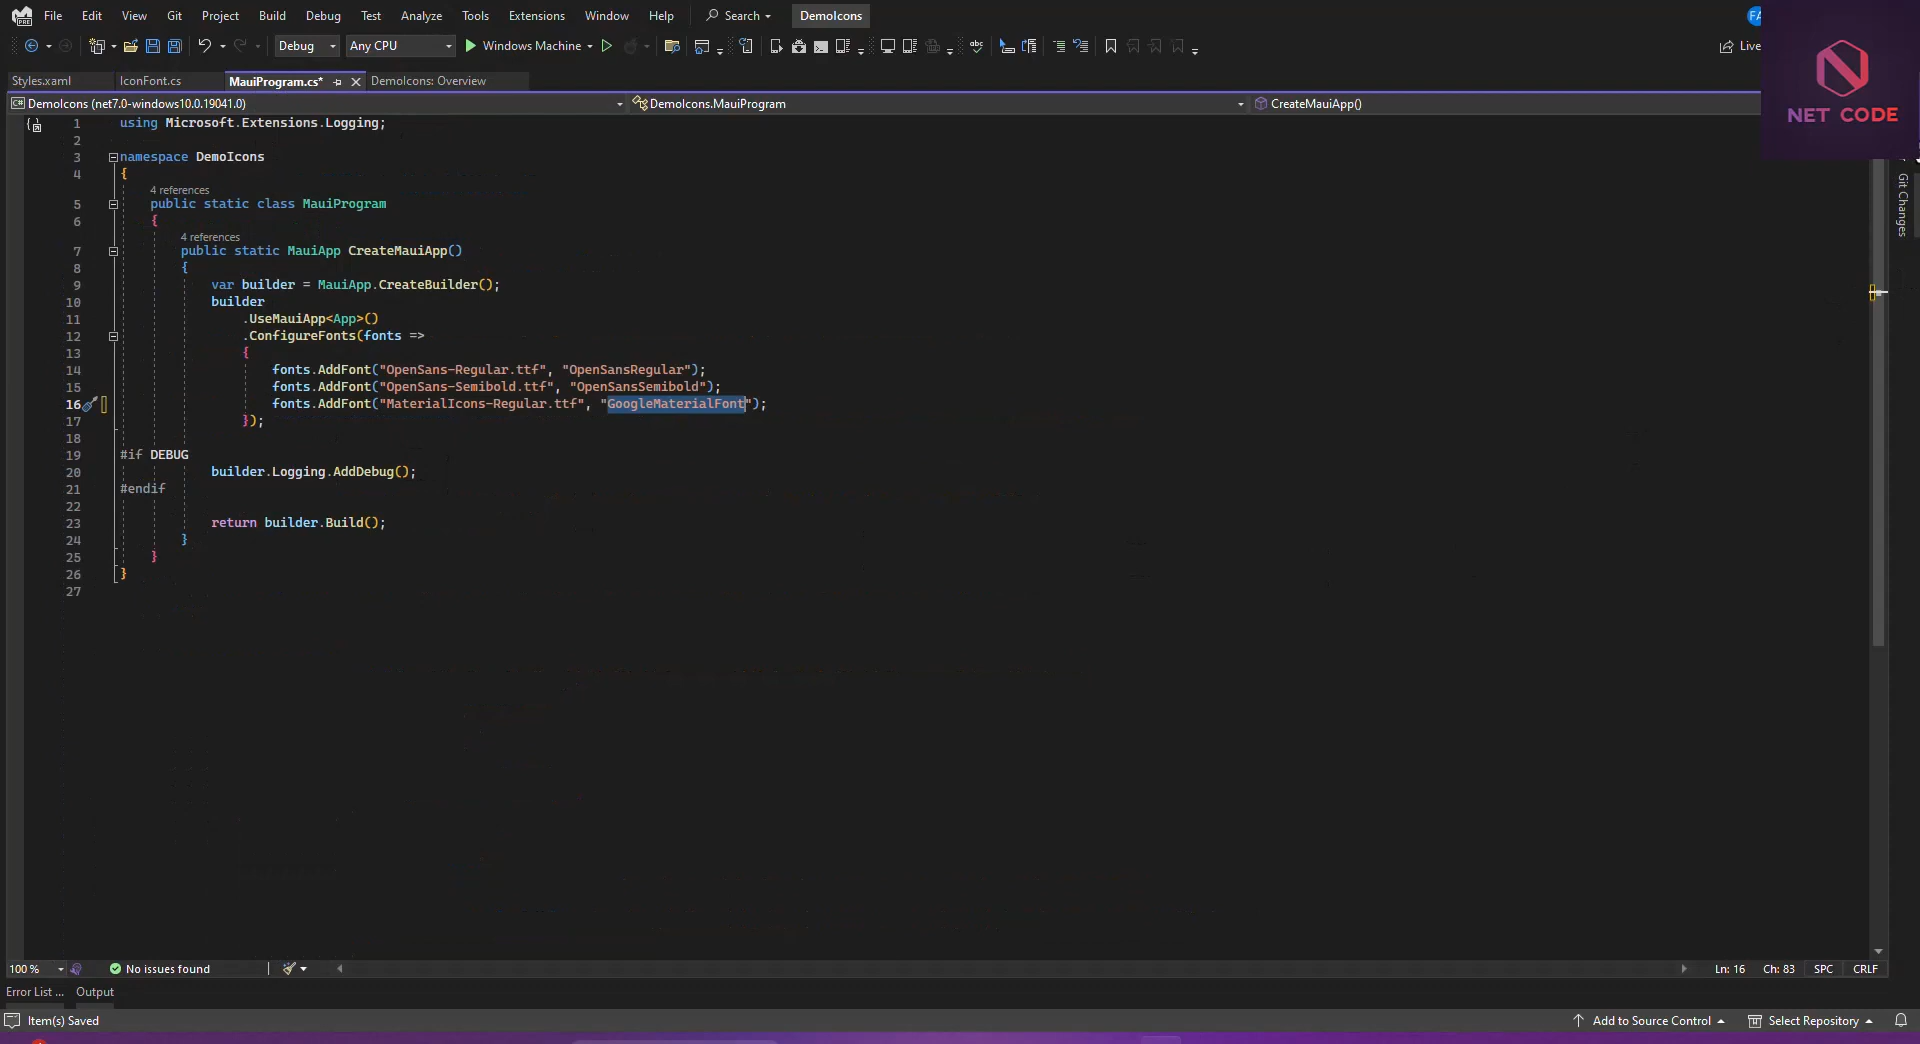 File Edit View Git Project Build Debug Test Analyze Tools Extensions Window Help Search DemoIcons
Debug Any CPU Windows Machine Live
NET CODE
Styles.xaml IconFont.cs MauiProgram.cs* DemoIcons: Overview
DemoIcons (net7.0-windows10.0.19041.0) DemoIcons.MauiProgram CreateMauiApp()
Git Changes
1 using Microsoft.Extensions.Logging;
2
3 namespace DemoIcons
4 {
4 references
5 public static class MauiProgram
6 {
4 references
7 public static MauiApp CreateMauiApp()
8 {
9 var builder = MauiApp.CreateBuilder();
10 builder
11 .UseMauiApp<App>()
12 .ConfigureFonts(fonts =>
13 {
14 fonts.AddFont("OpenSans-Regular.ttf", "OpenSansRegular");
15 fonts.AddFont("OpenSans-Semibold.ttf", "OpenSansSemibold");
16 fonts.AddFont("MaterialIcons-Regular.ttf", "GoogleMaterialFont");
17 });
18
19 #if DEBUG
20 builder.Logging.AddDebug();
21 #endif
22
23 return builder.Build();
24 }
25 }
26 }
27
100 % No issues found Ln: 16 Ch: 83 SPC CRLF
Error List ... Output
Item(s) Saved Add to Source Control Select Repository